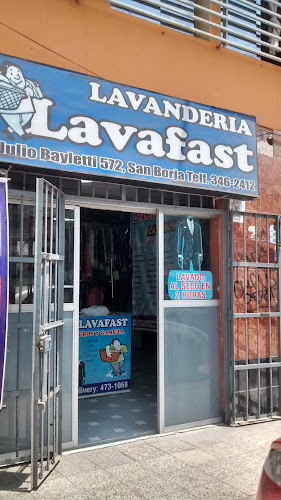 LAVANDERIA
Lavafast
Julio Bayletti 572, San Borja Telf. 346-2412
LAVADO
AL SECO EN
2 HORAS
LAVAFAST
Y
delivery: 473-1068